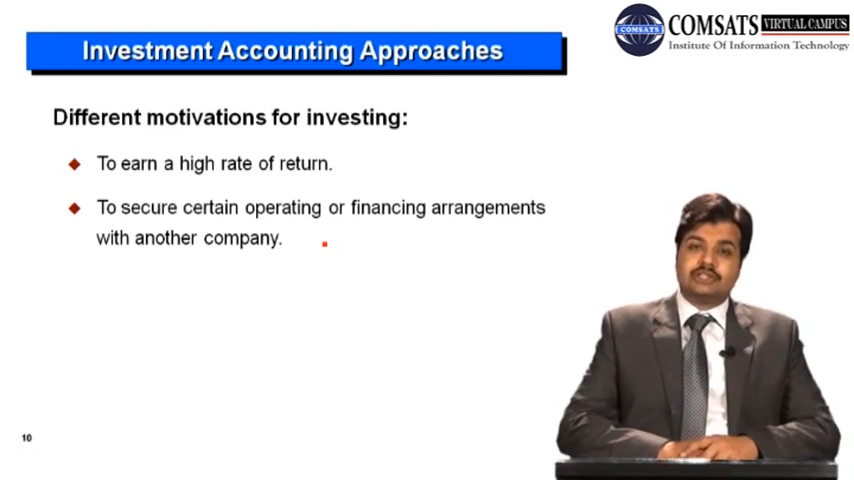 Investment Accounting Approaches
COMSATS VIRTUAL CAMPUS
COMSATS
Institute Of Information Technology
Different motivations for investing:
To earn a high rate of return.
To secure certain operating or financing arrangements
with another company.
10